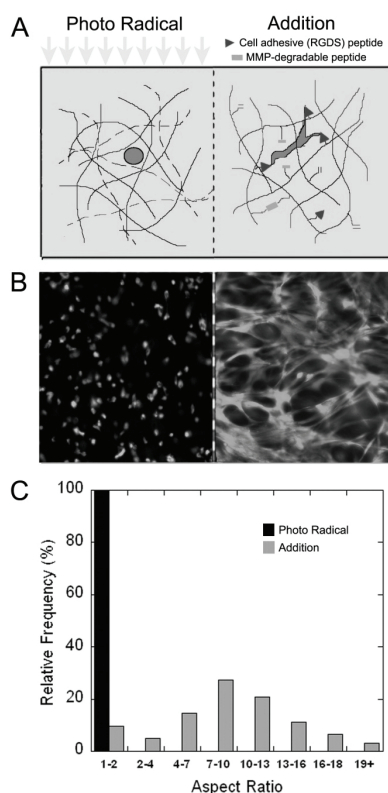 A
Photo Radical
Addition
Cell adhesive (RGDS) peptide
MMP-degradable peptide
B
C
100
80
60
40
20
0
Relative Frequency (%)
Photo Radical
Addition
1-2 2-4 4-7 7-10 10-13 13-16 16-18 19+
Aspect Ratio